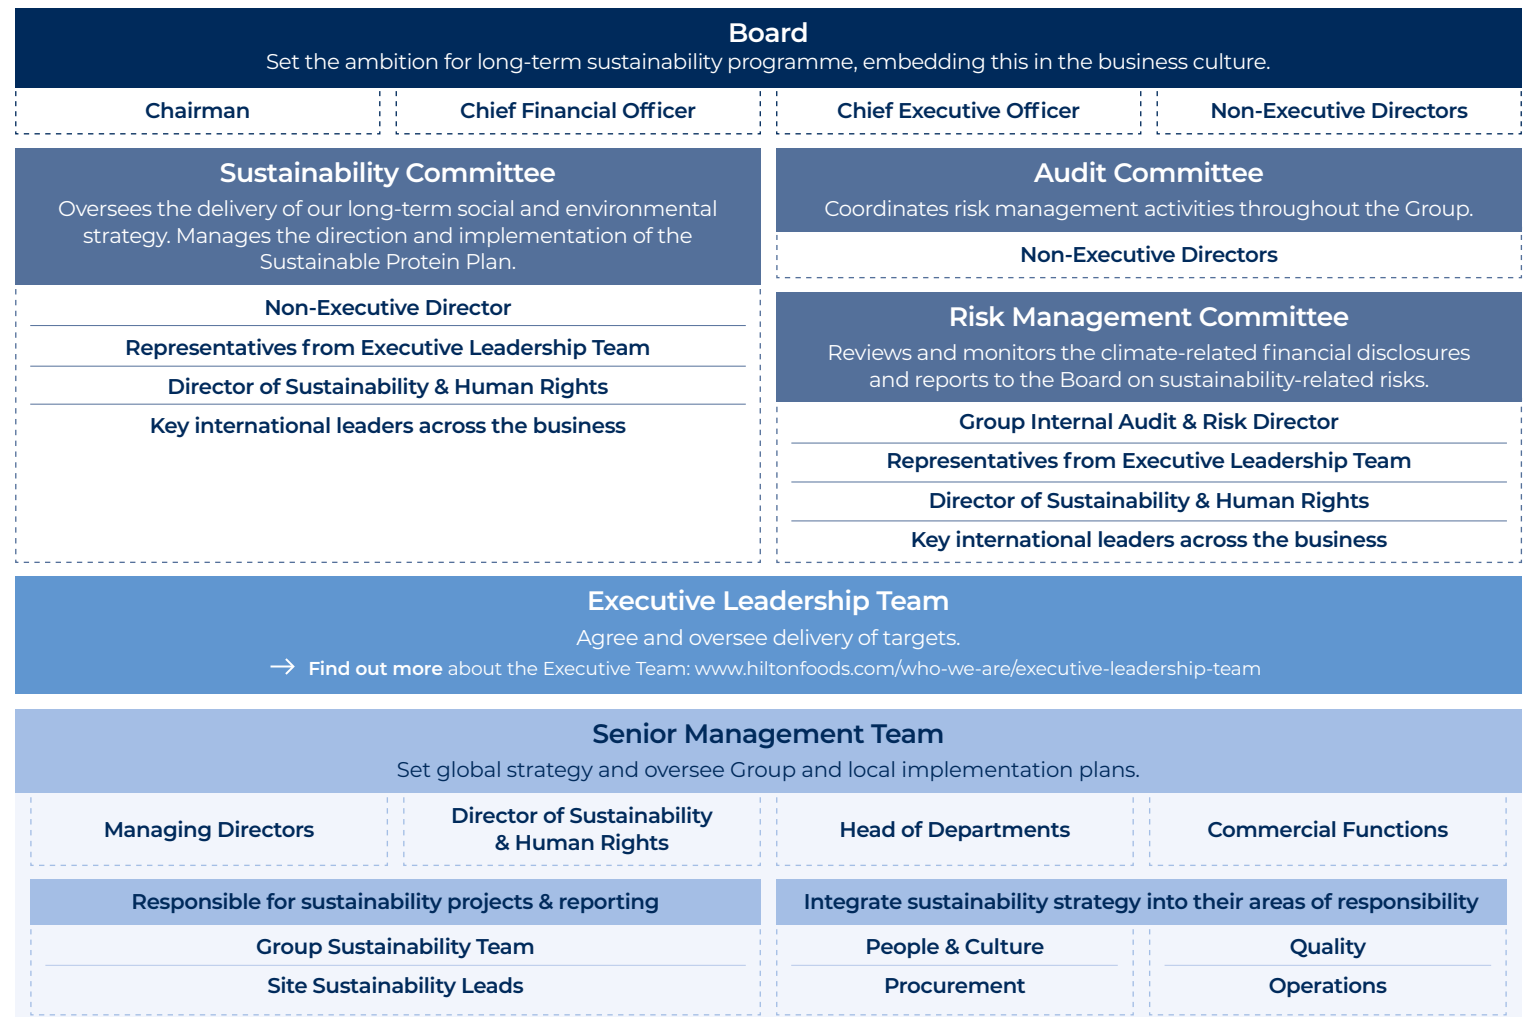 Board
Set the ambition for long-term sustainability programme, embedding this in the business culture.
Chairman
Chief Financial Officer
Chief Executive Officer
Non-Executive Directors
Sustainability Committee
Oversees the delivery of our long-term social and environmental
strategy. Manages the direction and implementation of the
Sustainable Protein Plan.
Non-Executive Director
Representatives from Executive Leadership Team
Director of Sustainability & Human Rights
Key international leaders across the business
Audit Committee
Coordinates risk management activities throughout the Group.
Non-Executive Directors
Risk Management Committee
Reviews and monitors the climate-related financial disclosures
and reports to the Board on sustainability-related risks.
Group Internal Audit & Risk Director
Representatives from Executive Leadership Team
Director of Sustainability & Human Rights
Key international leaders across the business
Executive Leadership Team
Agree and oversee delivery of targets.
→ Find out more about the Executive Team: www.hiltonfoods.com/who-we-are/executive-leadership-team
Senior Management Team
Set global strategy and oversee Group and local implementation plans.
Managing Directors
Director of Sustainability
& Human Rights
Head of Departments
Commercial Functions
Responsible for sustainability projects & reporting
Group Sustainability Team
Site Sustainability Leads
Integrate sustainability strategy into their areas of responsibility
People & Culture
Procurement
Quality
Operations